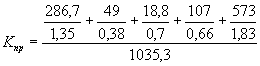 K_пр = (286,7/1,35 + 49/0,38 + 18,8/0,7 + 107/0,66 + 573/1,83) / 1035,3